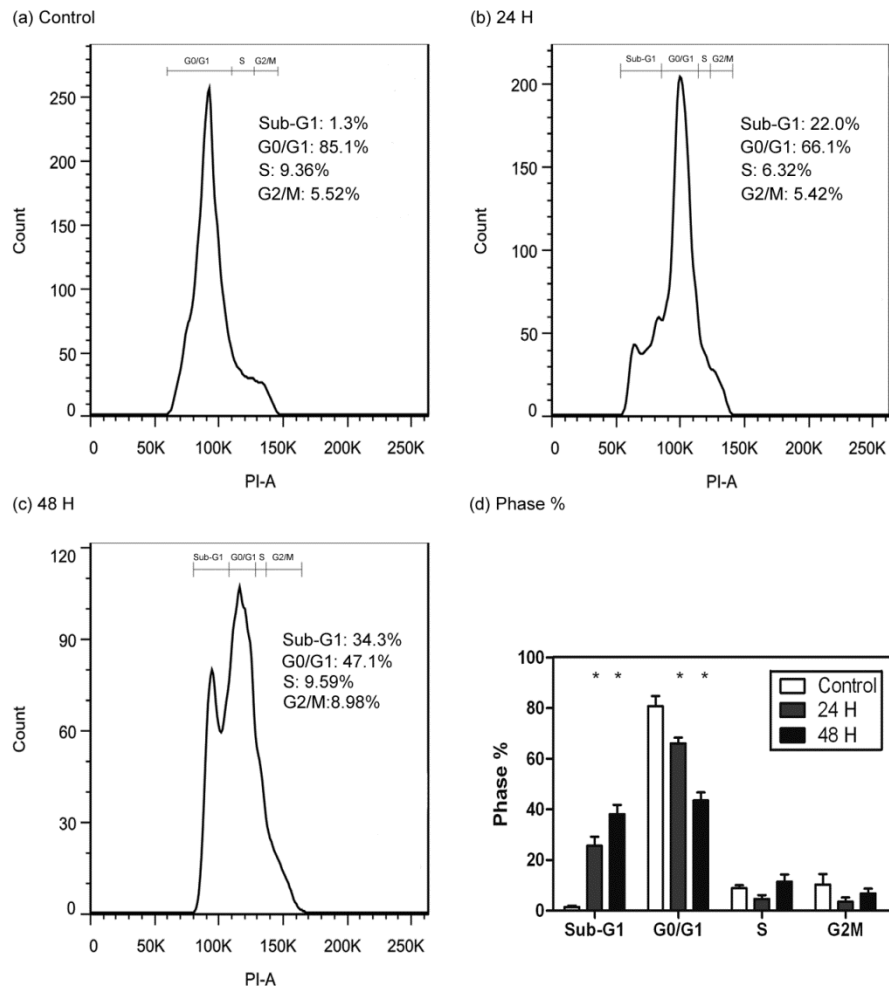 (a) Control
G0/G1 S G2/M
250
200
150
100
50
0
Count
Sub-G1: 1.3%
G0/G1: 85.1%
S: 9.36%
G2/M: 5.52%
0 50K 100K 150K 200K 250K
PI-A
(b) 24 H
Sub-G1 G0/G1 S G2/M
200
150
100
50
0
Count
Sub-G1: 22.0%
G0/G1: 66.1%
S: 6.32%
G2/M: 5.42%
0 50K 100K 150K 200K 250K
PI-A
(c) 48 H
Sub-G1 G0/G1 S G2/M
120
90
60
30
0
Count
Sub-G1: 34.3%
G0/G1: 47.1%
S: 9.59%
G2/M:8.98%
0 50K 100K 150K 200K 250K
PI-A
(d) Phase %
100
80
60
40
20
0
Phase %
* * * *
Control
24 H
48 H
Sub-G1 G0/G1 S G2M